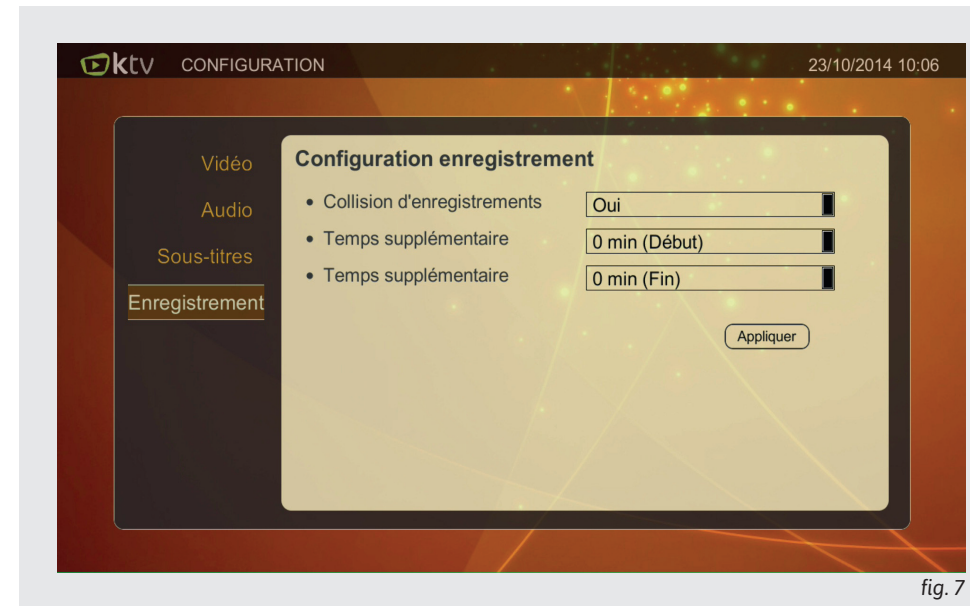 ktv CONFIGURATION 23/10/2014 10:06
Vidéo
Audio
Sous-titres
Enregistrement
Configuration enregistrement
• Collision d'enregistrements Oui
• Temps supplémentaire 0 min (Début)
• Temps supplémentaire 0 min (Fin)
Appliquer
fig. 7